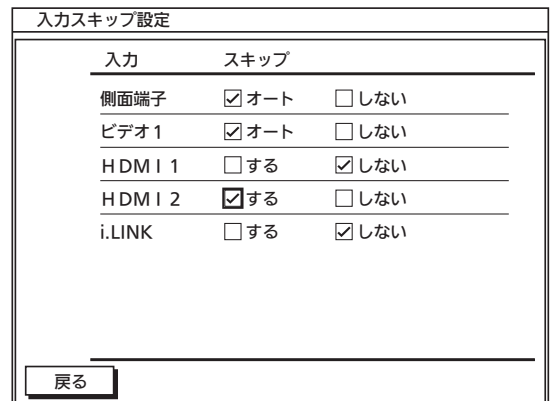 入力スキップ設定
入力 スキップ
側面端子 ☑オート ☐しない
ビデオ1 ☑オート ☐しない
HDMI1 ☐する ☑しない
HDMI2 ☑する ☐しない
i.LINK ☐する ☑しない
戻る